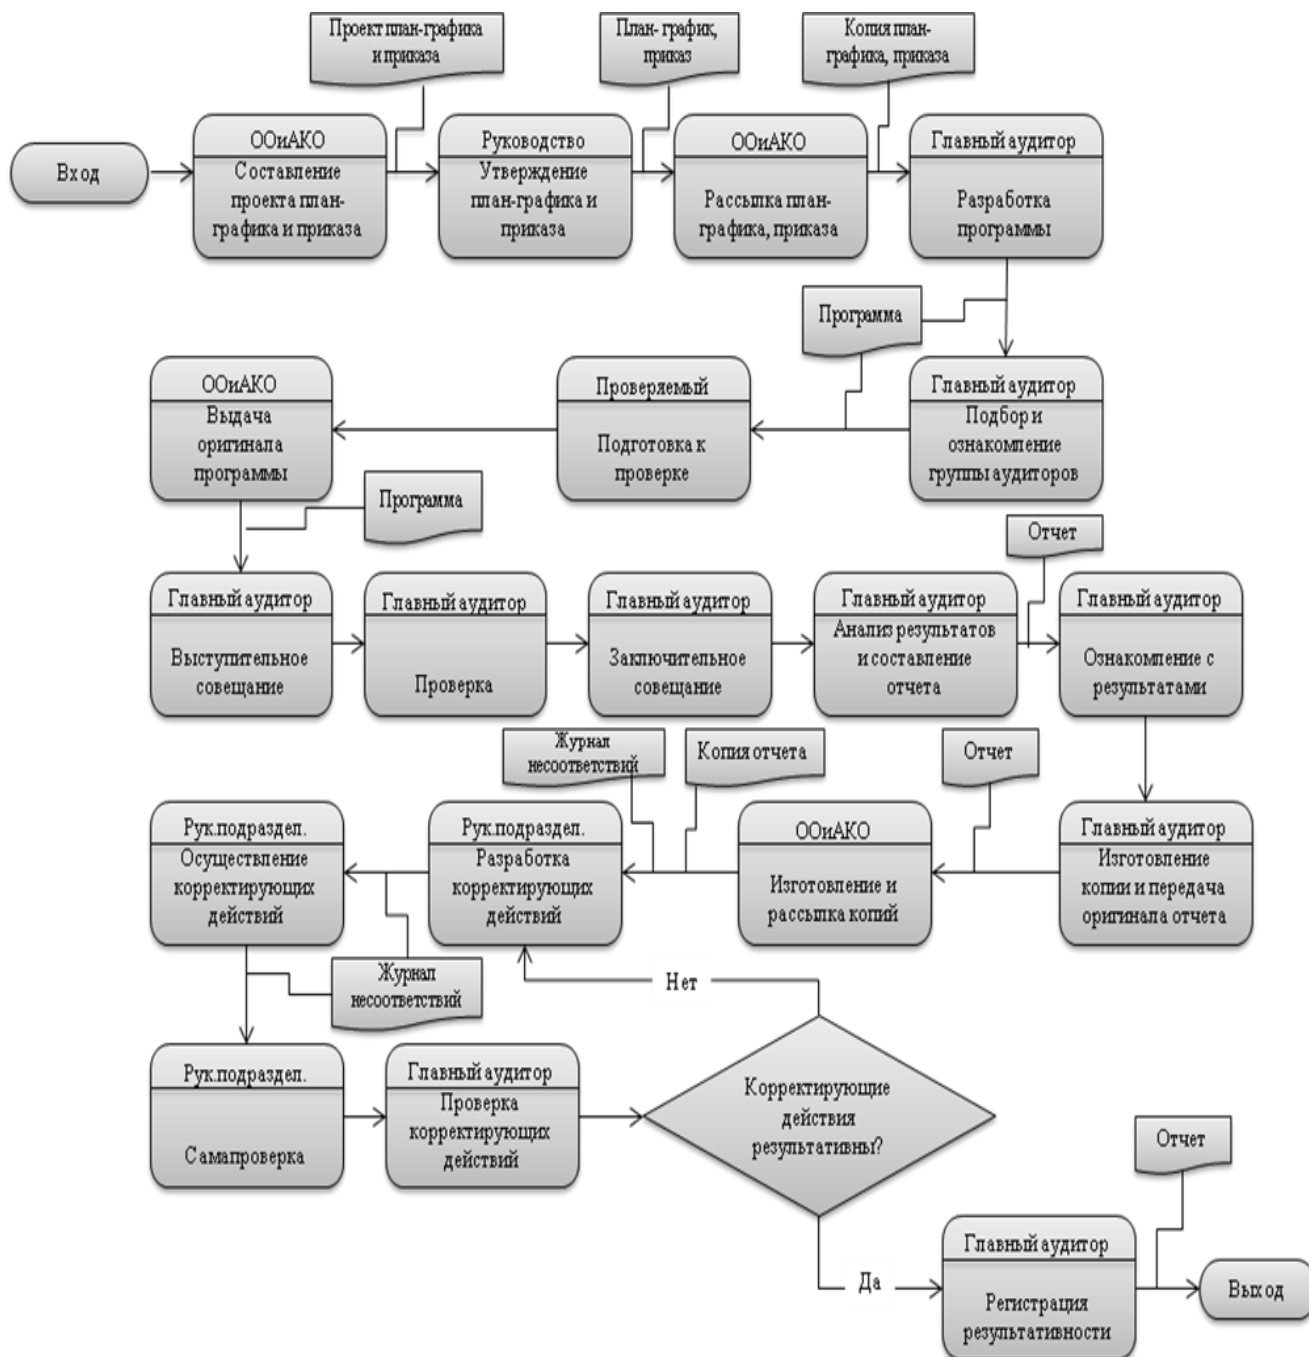 Проект план-графика
и приказа
План- график,
приказ
Копия план-
графика, приказа
Вход
ООиАКО
Составление
проекта план-
графика и приказа
Руководство
Утверждение
план-графика и
приказа
ООиАКО
Рассылка план-
графика, приказа
Главный аудитор
Разработка
программы
Программа
Главный аудитор
Подбор и
ознакомление
группы аудиторов
Проверяемый
Подготовка к
проверке
ООиАКО
Выдача
оригинала
программы
Программа
Отчет
Главный аудитор
Выступительное
совещание
Главный аудитор
Проверка
Главный аудитор
Заключительное
совещание
Главный аудитор
Анализ результатов
и составление
отчета
Главный аудитор
Ознакомление с
результатами
Отчет
Копия отчета
Журнал
несоответствий
Главный аудитор
Изготовление
копии и передача
оригинала отчета
ООиАКО
Изготовление и
рассылка копий
Рук.подраздел.
Разработка
корректирующих
действий
Рук.подраздел.
Осуществление
корректирующих
действий
Журнал
несоответствий
Рук.подраздел.
Самапроверка
Главный аудитор
Проверка
корректирующих
действий
Корректирующие
действия
результативны?
Нет
Да
Главный аудитор
Регистрация
результативности
Отчет
Выход